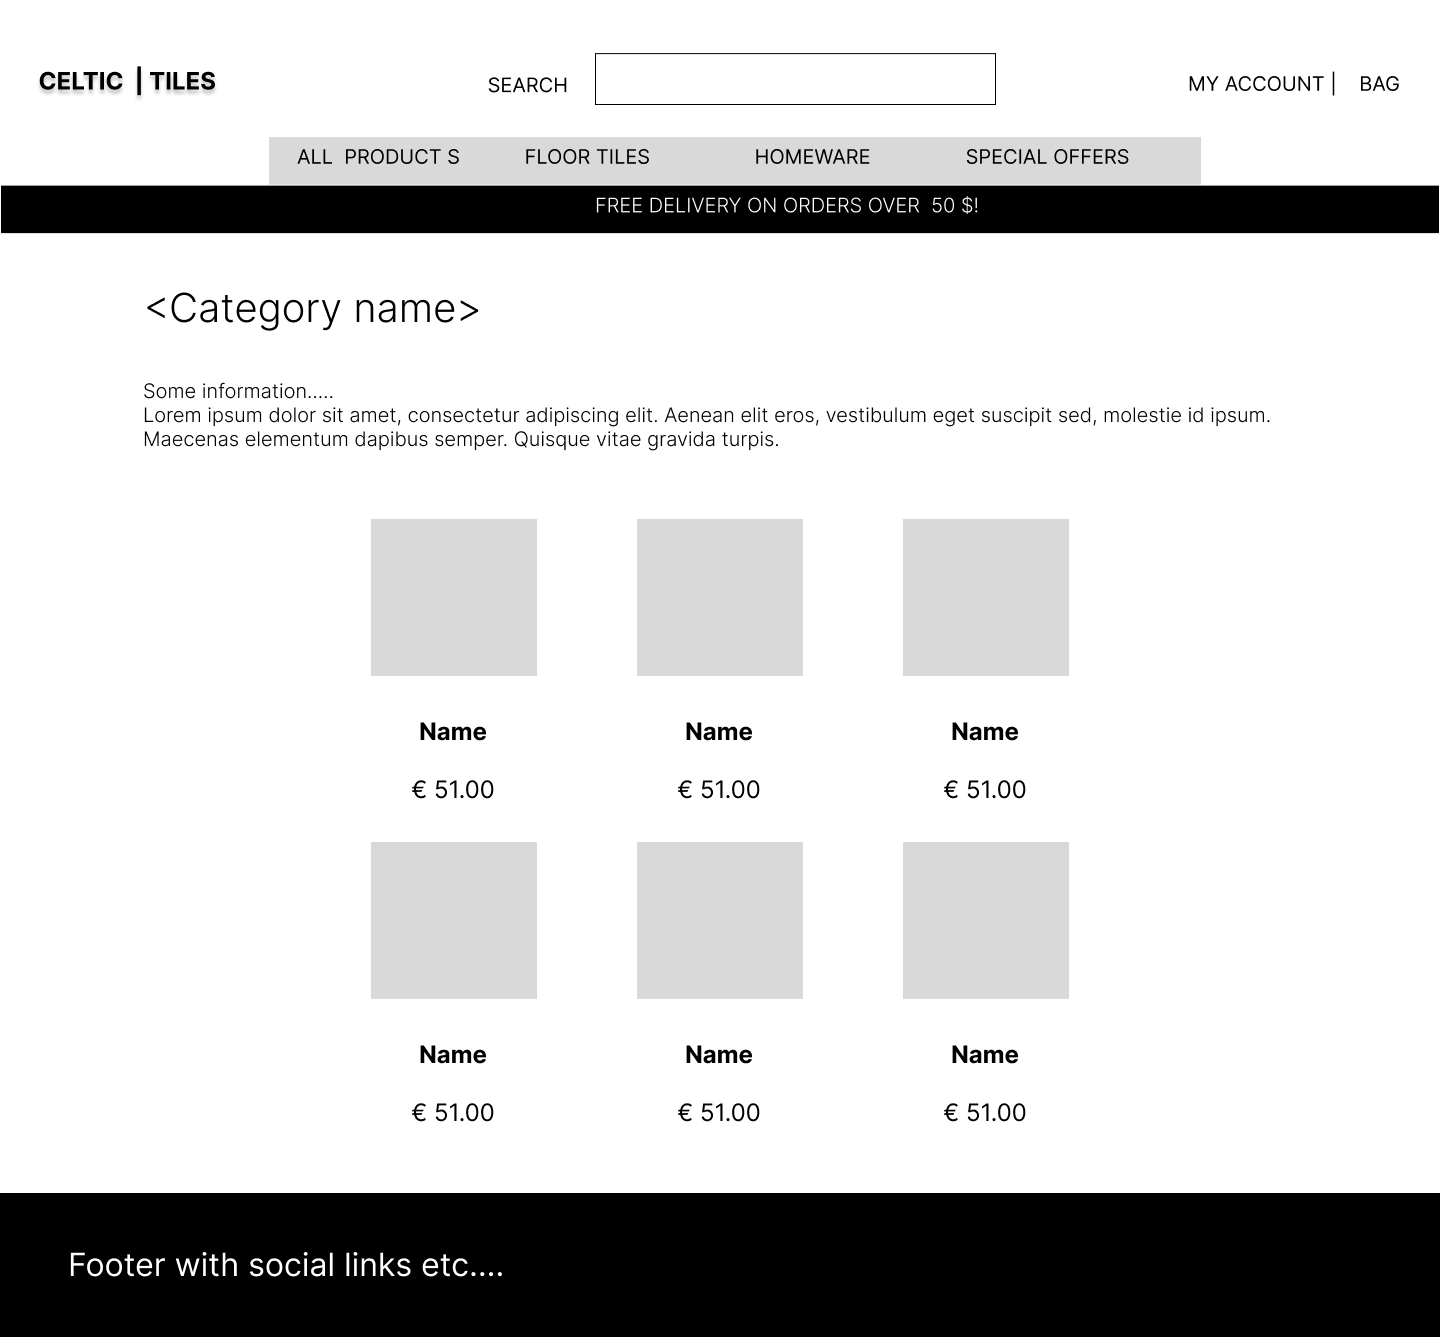 CELTIC | TILES
SEARCH
MY ACCOUNT | BAG
ALL PRODUCT S FLOOR TILES HOMEWARE SPECIAL OFFERS
FREE DELIVERY ON ORDERS OVER 50 $!
<Category name>
Some information.....
Lorem ipsum dolor sit amet, consectetur adipiscing elit. Aenean elit eros, vestibulum eget suscipit sed, molestie id ipsum.
Maecenas elementum dapibus semper. Quisque vitae gravida turpis.
Name Name Name
€ 51.00 € 51.00 € 51.00
Name Name Name
€ 51.00 € 51.00 € 51.00
Footer with social links etc....